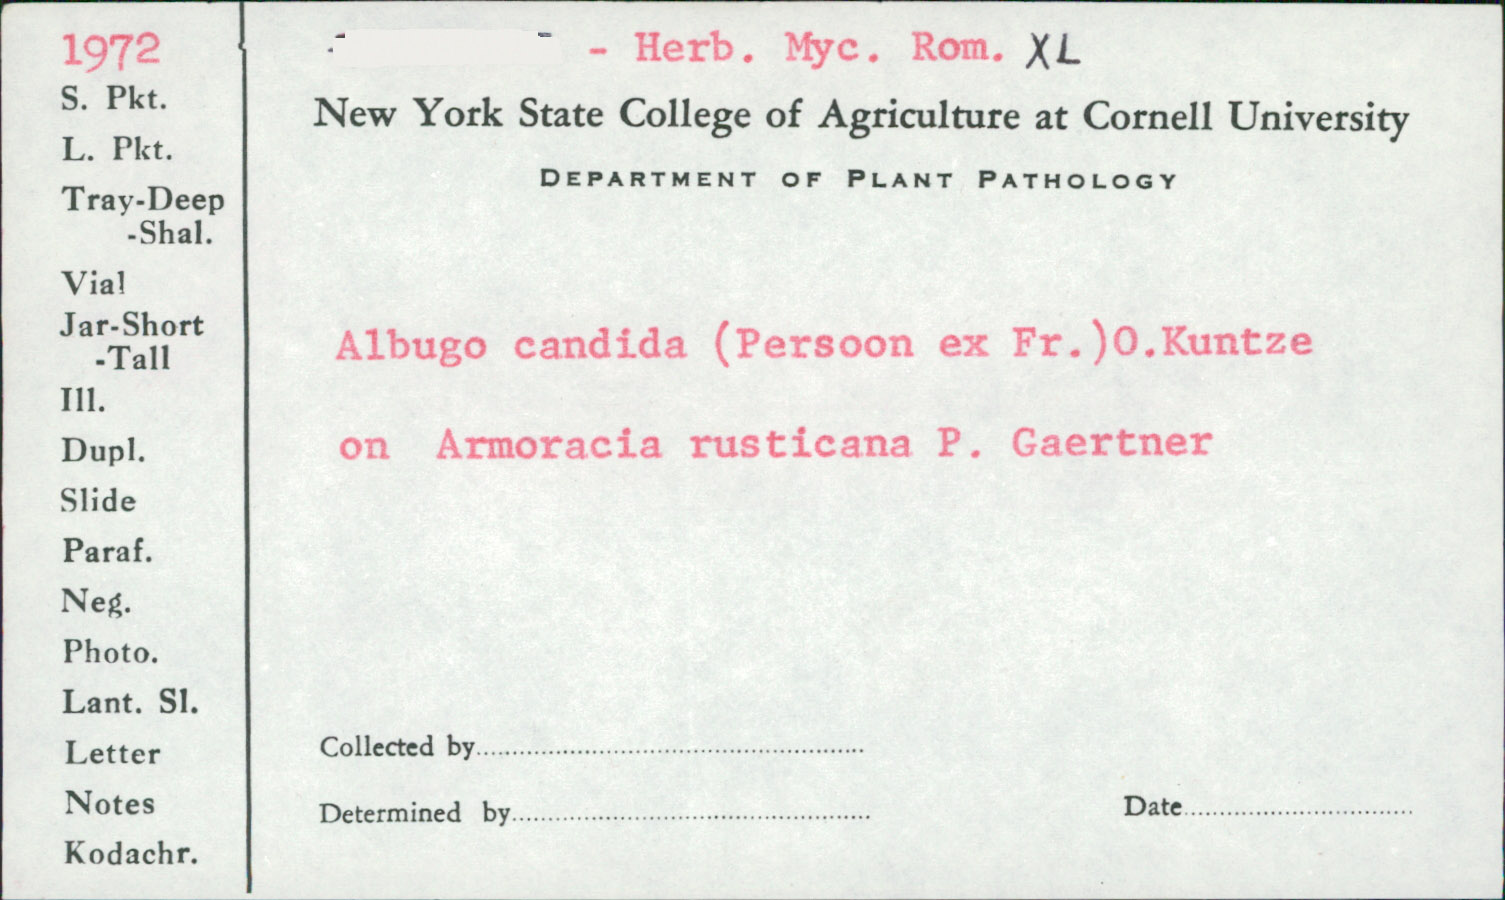 1972
S. Pkt.
L. Pkt.
Tray-Deep
-Shal.
Vial
Jar-Short
-Tall
Ill.
Dupl.
Slide
Paraf.
Neg.
Photo.
Lant. Sl.
Letter
Notes
Kodachr.
- Herb. Myc. Rom. XL
New York State College of Agriculture at Cornell University
DEPARTMENT OF PLANT PATHOLOGY
Albugo candida (Persoon ex Fr.)O.Kuntze
on Armoracia rusticana P. Gaertner
Collected by
Determined by
Date